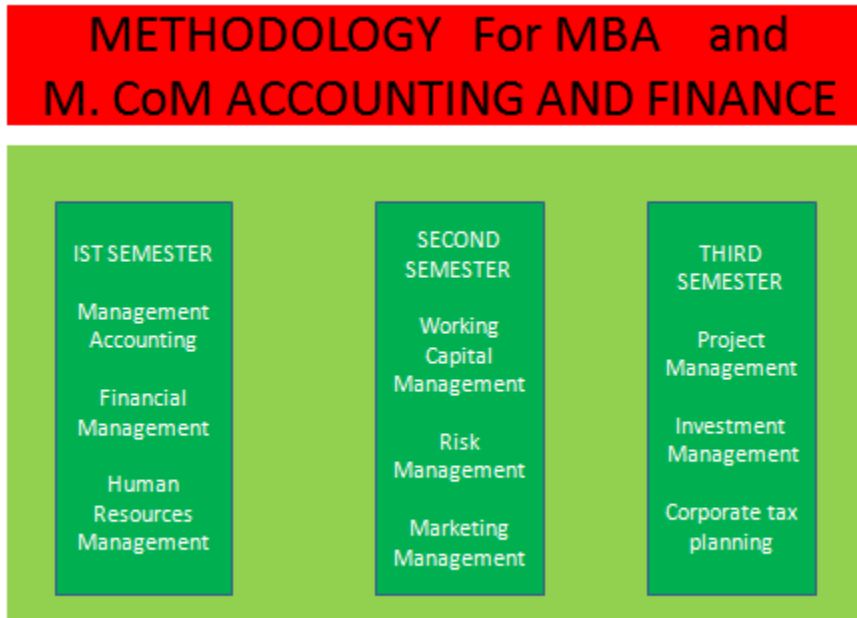 METHODOLOGY For MBA and
M. CoM ACCOUNTING AND FINANCE
IST SEMESTER
Management
Accounting
Financial
Management
Human
Resources
Management
SECOND
SEMESTER
Working
Capital
Management
Risk
Management
Marketing
Management
THIRD
SEMESTER
Project
Management
Investment
Management
Corporate tax
planning